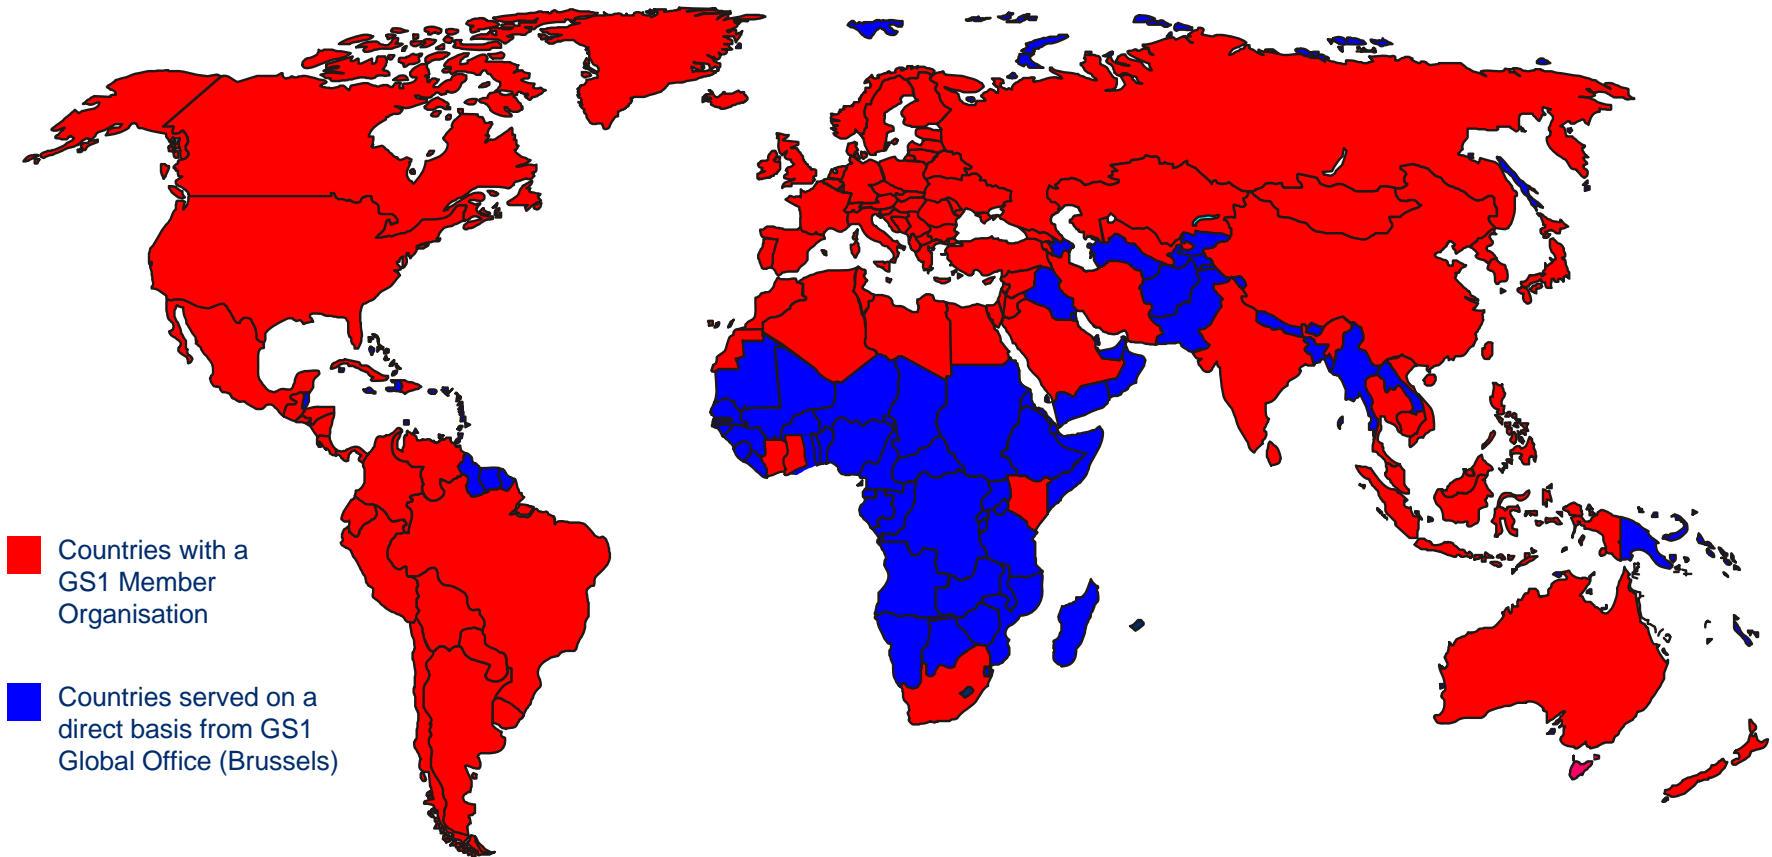 Countries with a
GS1 Member
Organisation
Countries served on a
direct basis from GS1
Global Office (Brussels)